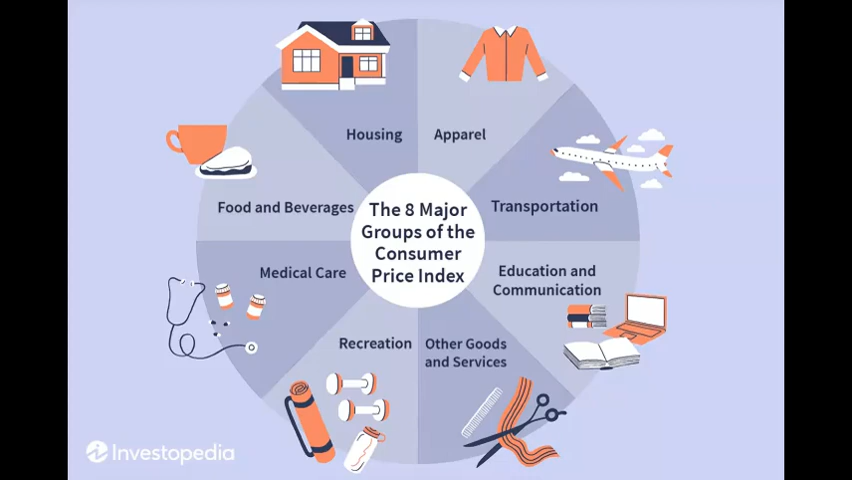 Housing
Apparel
Food and Beverages
The 8 Major
Groups of the
Consumer
Price Index
Transportation
Medical Care
Education and
Communication
Recreation
Other Goods
and Services
Investopedia